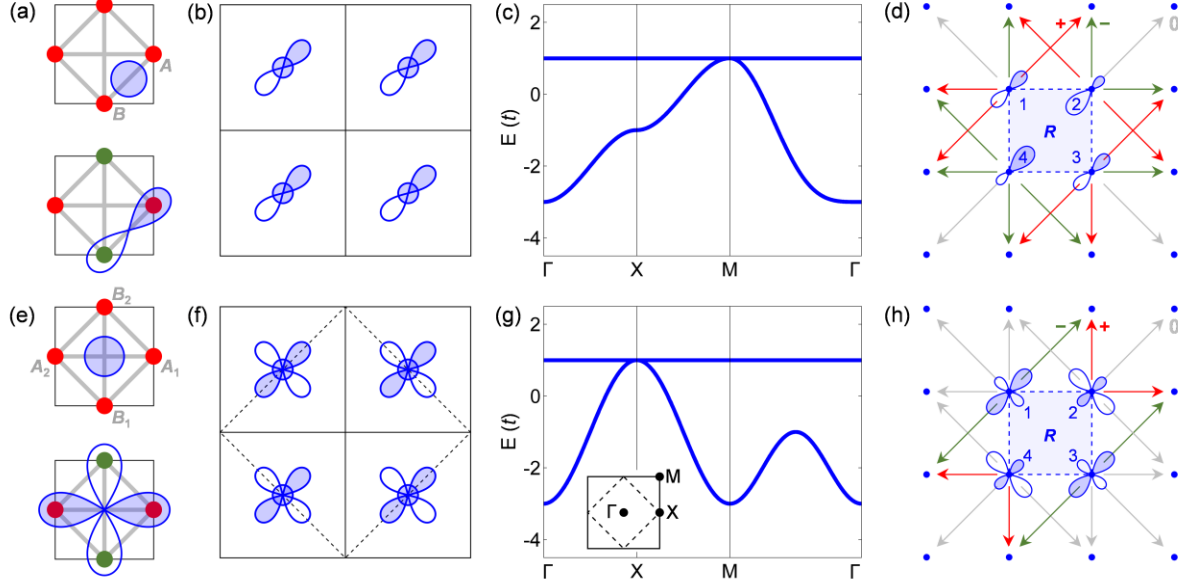 (a)
A
B
(b)
(c)
E (t)
2
0
-2
-4
Γ
X
M
Γ
(d)
+
−
0
1
2
R
4
3
(e)
B₂
A₂
A₁
B₁
(f)
(g)
E (t)
2
0
-2
-4
M
Γ
X
Γ
X
M
Γ
(h)
−
+
0
1
2
R
4
3